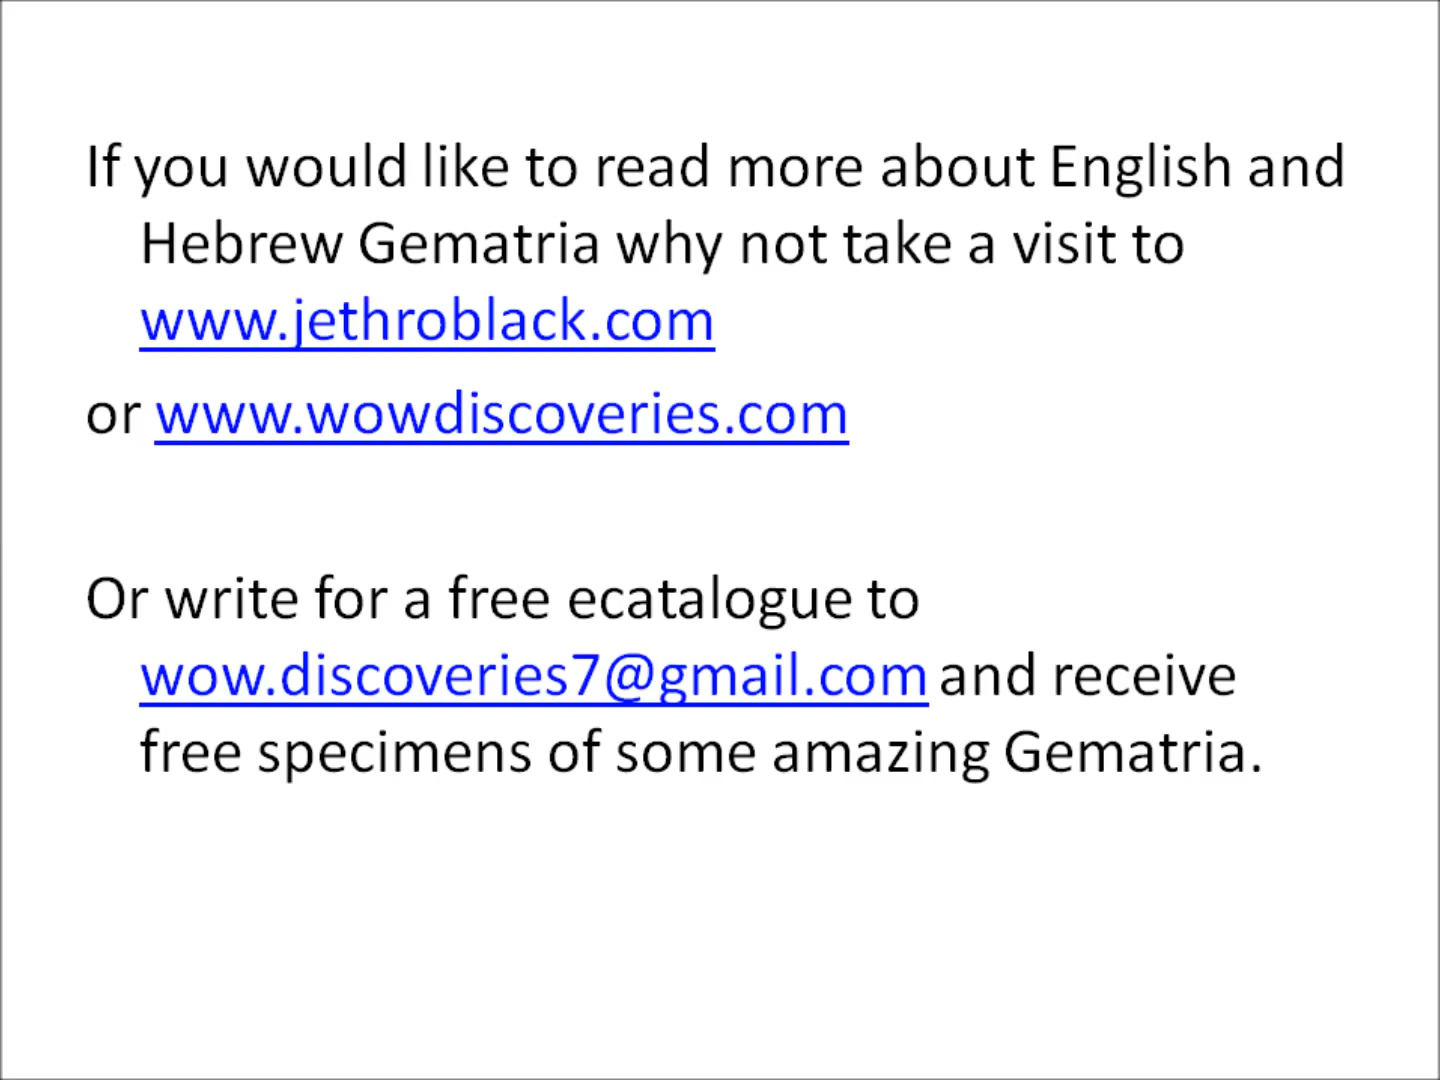 If you would like to read more about English and
Hebrew Gematria why not take a visit to
www.jethroblack.com
or www.wowdiscoveries.com
Or write for a free ecatalogue to
wow.discoveries7@gmail.com and receive
free specimens of some amazing Gematria.